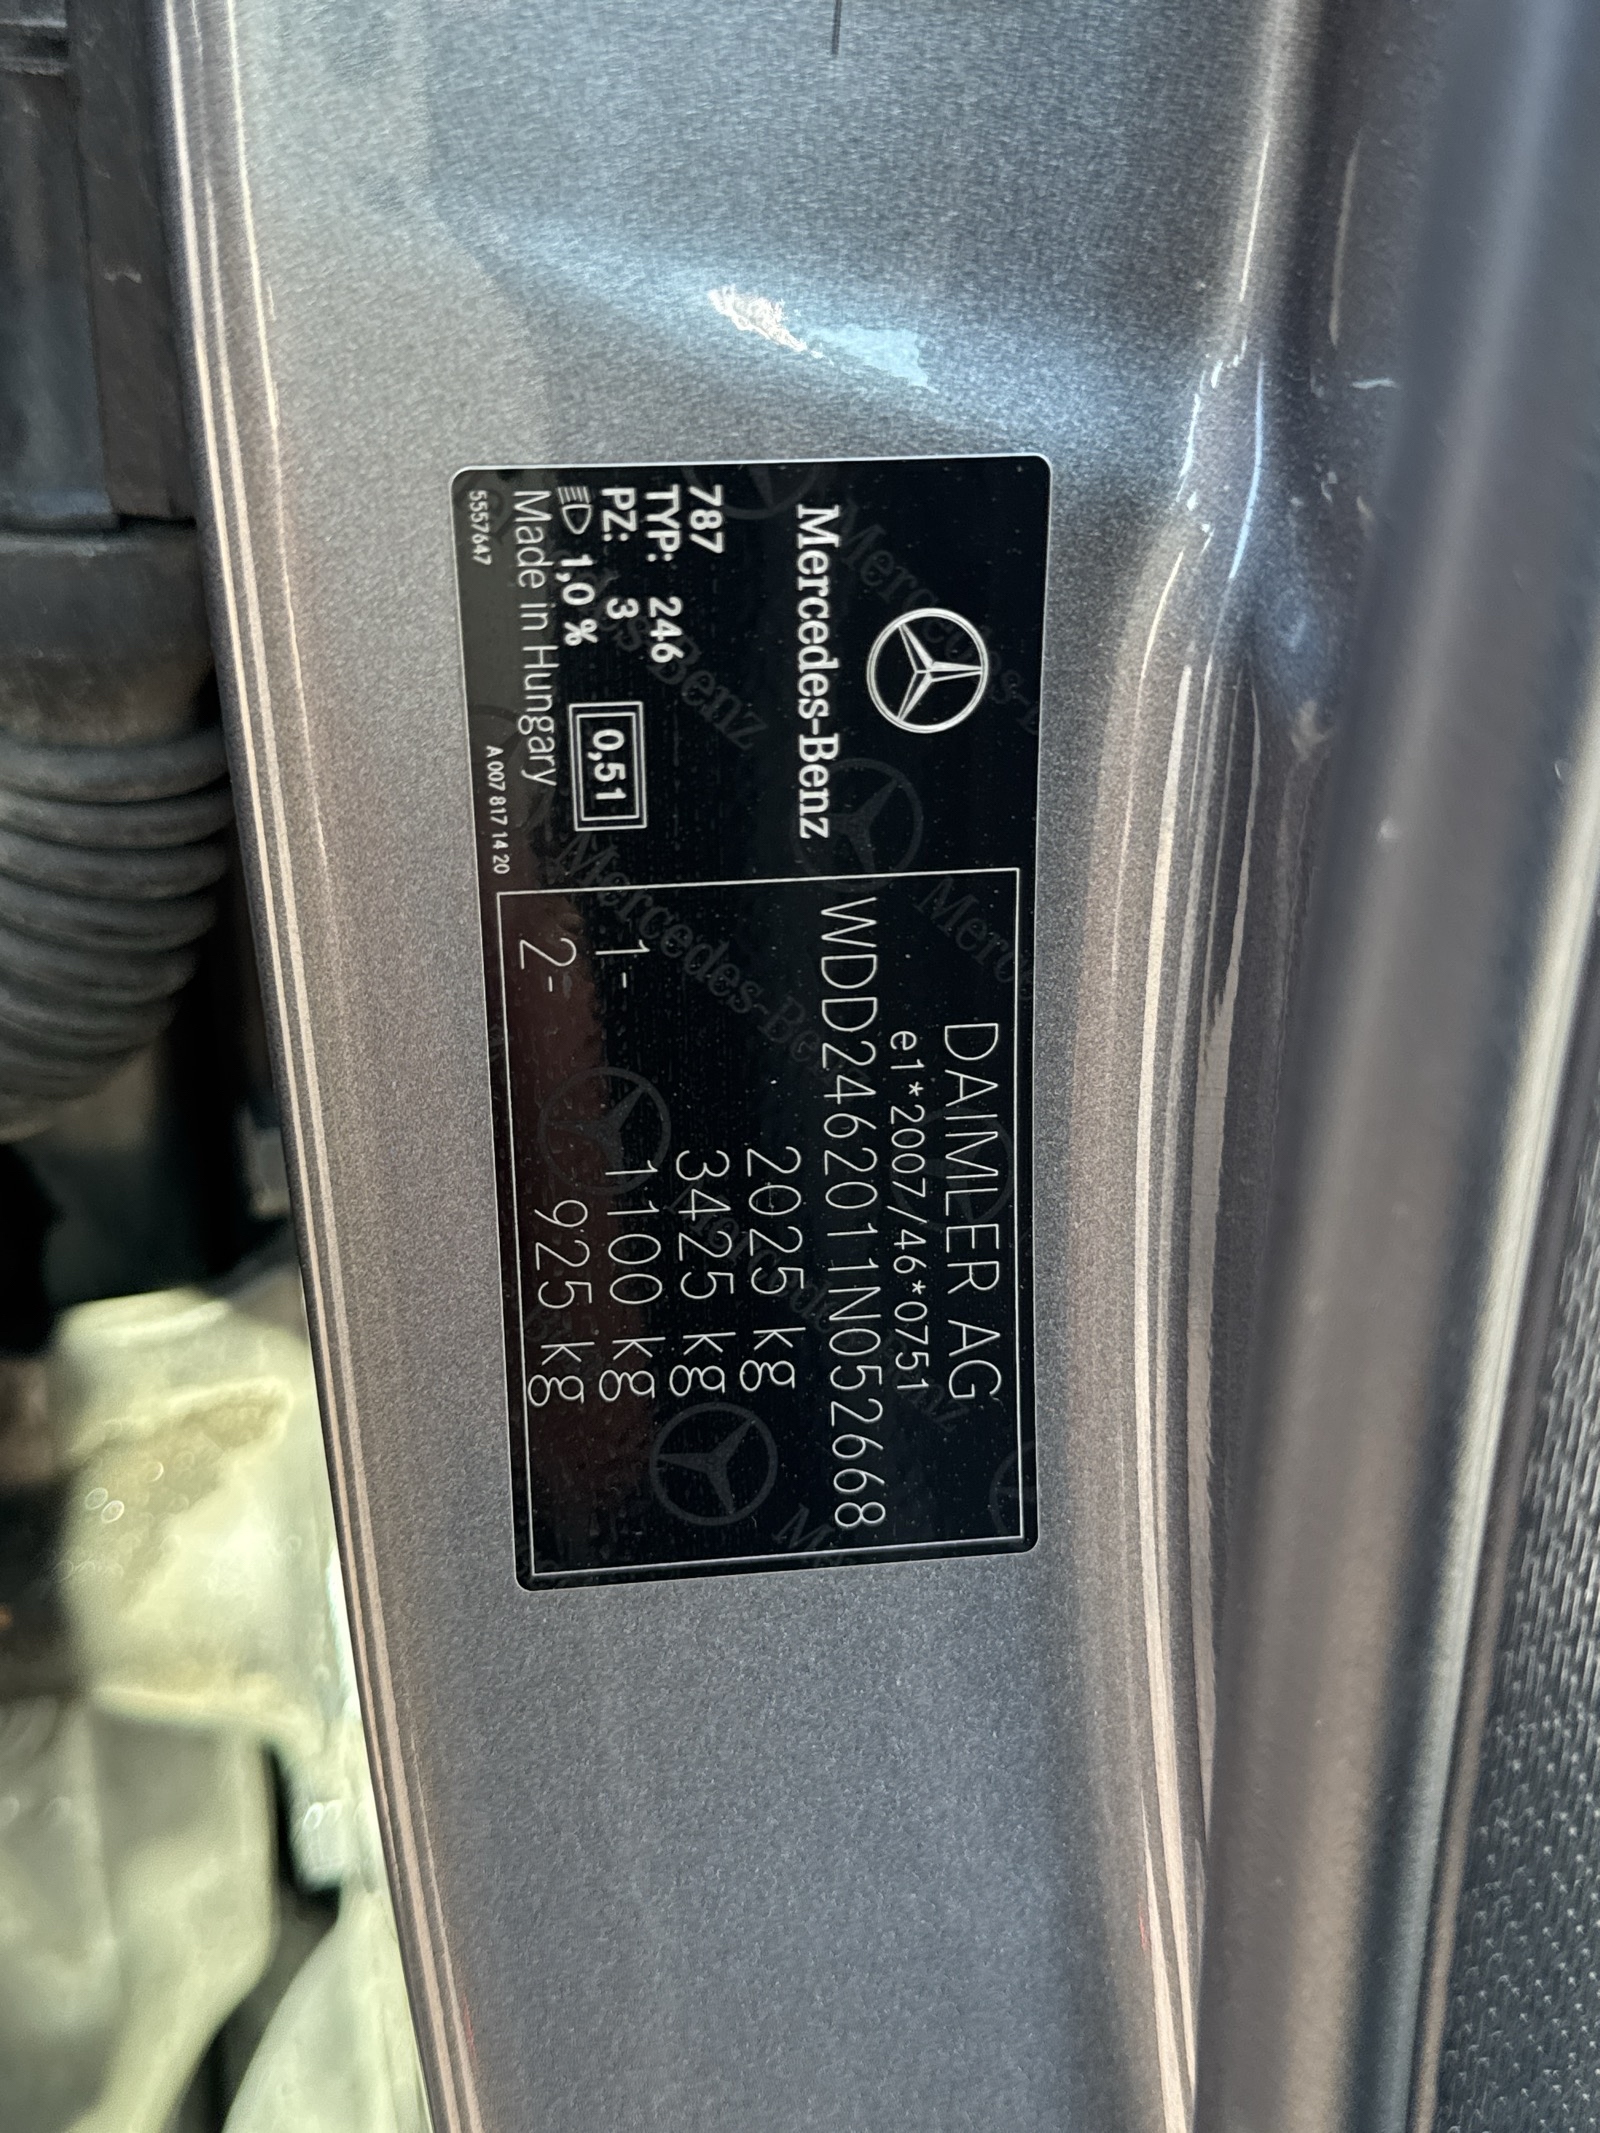 Mercedes-Benz
787
TYP: 246
PZ: 3
1,0 %
0,51
Made in Hungary
5557647
A 007 817 14 20
DAIMLER AG
e1*2007/46*0751
WDD2462011N052668
2025 kg
3425 kg
1- 1100 kg
2- 925 kg